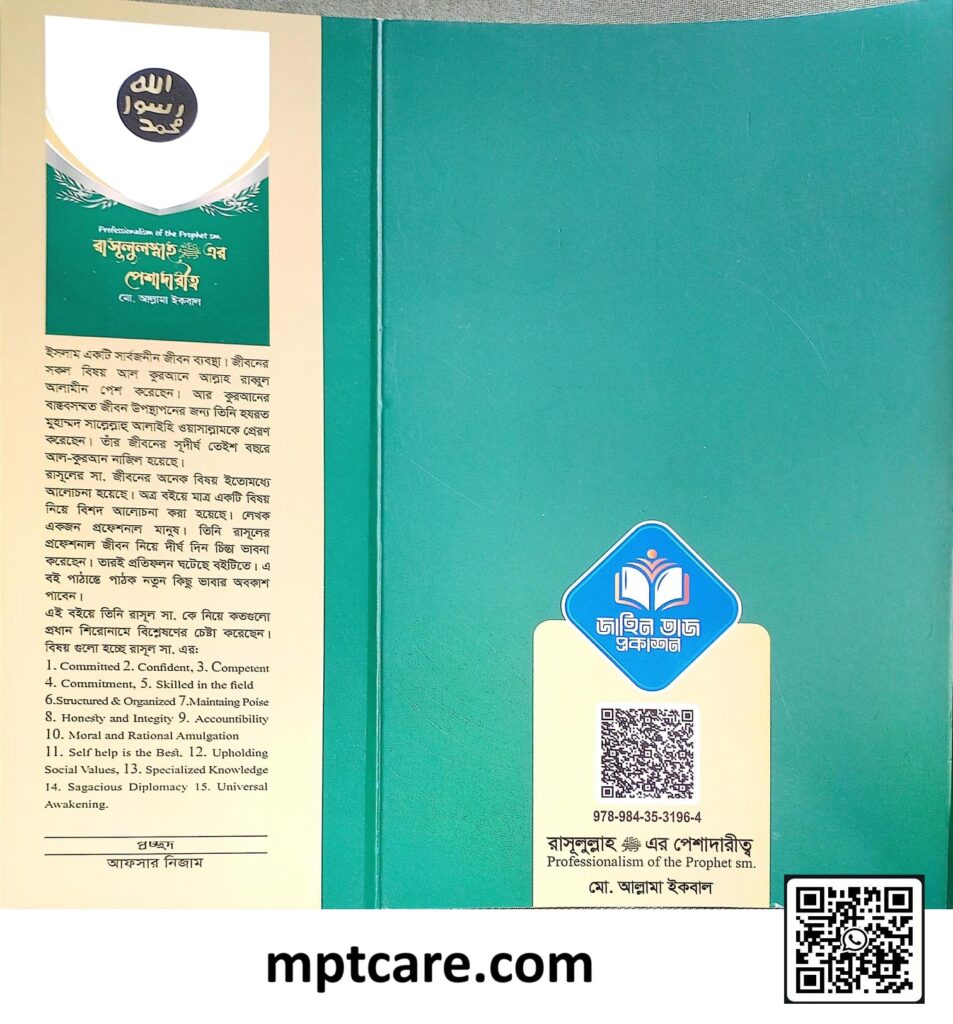 الله
رسول
محمد
Professionalism of the Prophet sm.
রাসূলুলস্লাহ ﷺ এর
পেশাদারীত্ব
মো. আল্লামা ইকবাল
ইসলাম একটি সার্বজনীন জীবন ব্যবস্থা। জীবনের
সকল বিষয় আল কুরআনে আল্লাহ রাব্বুল
আলামীন পেশ করেছেন। আর কুরআনের
বাস্তবসম্মত জীবন উপস্থাপনের জন্য তিনি হযরত
মুহাম্মদ সাল্লেল্লাহু আলাইহি ওয়াসাল্লামকে প্রেরণ
করেছেন। তাঁর জীবনের সূদীর্ঘ তেইশ বছরে
আল-কুরআন নাজিল হয়েছে।
রাসূলের সা. জীবনের অনেক বিষয় ইতোমধ্যে
আলোচনা হয়েছে। অত্র বইয়ে মাত্র একটি বিষয়
নিয়ে বিশদ আলোচনা করা হয়েছে। লেখক
একজন প্রফেশনাল মানুষ। তিনি রাসূলের
প্রফেশনাল জীবন নিয়ে দীর্ঘ দিন চিন্তা ভাবনা
করেছেন। তারই প্রতিফলন ঘটেছে বইটিতে। এ
বই পাঠান্তে পাঠক নতুন কিছু ভাবার অবকাশ
পাবেন।
এই বইয়ে তিনি রাসূল সা. কে নিয়ে কতগুলো
প্রধান শিরোনামে বিশ্লেষণের চেষ্টা করেছেন।
বিষয় গুলো হচ্ছে রাসূল সা. এর:
1. Committed 2. Confident, 3. Competent
4. Commitment, 5. Skilled in the field
6.Structured & Organized 7.Maintaing Poise
8. Honesty and Integity 9. Accountibility
10. Moral and Rational Amulgation
11. Self help is the Best. 12. Upholding
Social Values, 13. Specialized Knowledge
14. Sagacious Diplomacy 15. Universal
Awakening.
প্রচ্ছদ
আফসার নিজাম
জাহিন তাজ
প্রকাশন
978-984-35-3196-4
রাসূলুল্লাহ ﷺ এর পেশাদারীত্ব
Professionalism of the Prophet sm.
মো. আল্লামা ইকবাল
mptcare.com